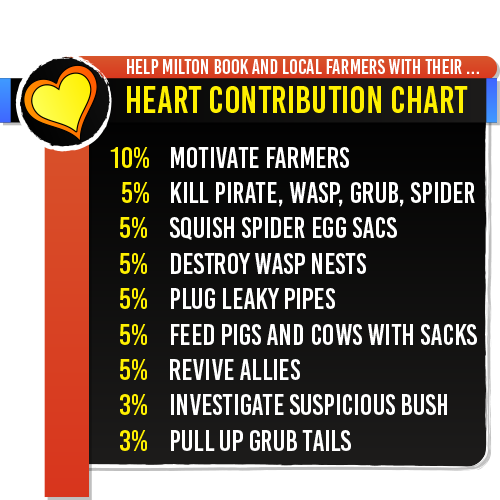 HELP MILTON BOOK AND LOCAL FARMERS WITH THEIR ...
HEART CONTRIBUTION CHART
10% MOTIVATE FARMERS
5% KILL PIRATE, WASP, GRUB, SPIDER
5% SQUISH SPIDER EGG SACS
5% DESTROY WASP NESTS
5% PLUG LEAKY PIPES
5% FEED PIGS AND COWS WITH SACKS
5% REVIVE ALLIES
3% INVESTIGATE SUSPICIOUS BUSH
3% PULL UP GRUB TAILS